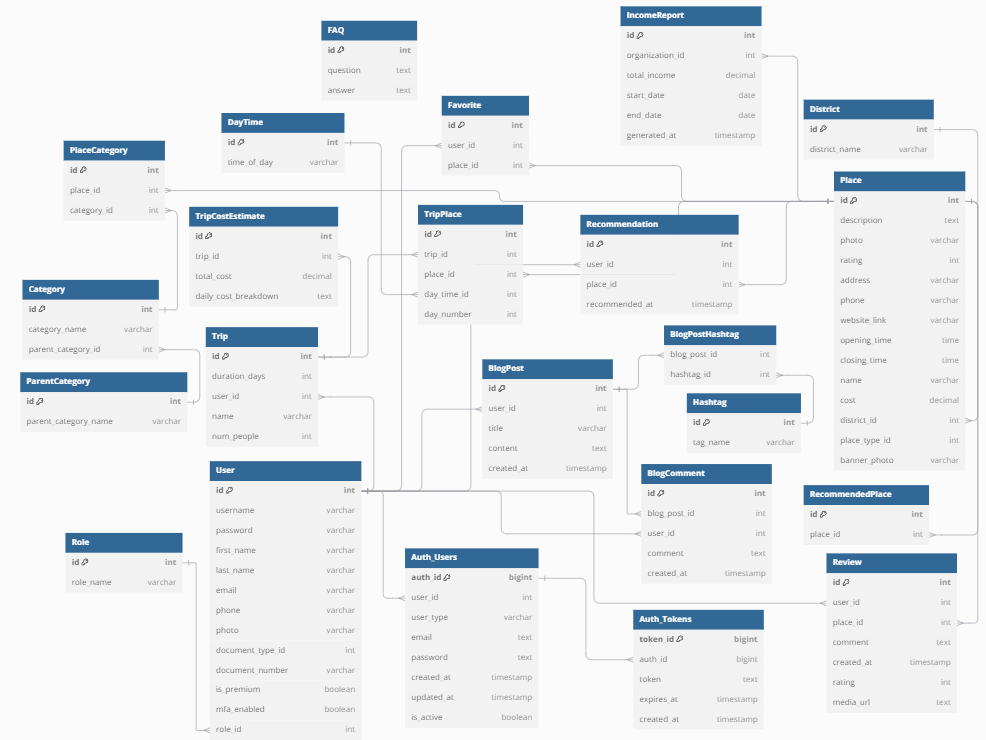 FAQ
id int
question text
answer text
IncomeReport
id int
organization_id int
total_income decimal
start_date date
end_date date
generated_at timestamp
Favorite
id int
user_id int
place_id int
District
id int
district_name varchar
DayTime
id int
time_of_day varchar
PlaceCategory
id int
place_id int
category_id int
Place
id int
description text
photo varchar
rating int
address varchar
phone varchar
website_link varchar
opening_time time
closing_time time
name varchar
cost decimal
district_id int
place_type_id int
banner_photo varchar
TripCostEstimate
id int
trip_id int
total_cost decimal
daily_cost_breakdown text
TripPlace
id int
trip_id int
place_id int
day_time_id int
day_number int
Recommendation
id int
user_id int
place_id int
recommended_at timestamp
Category
id int
category_name varchar
parent_category_id int
Trip
id int
duration_days int
user_id int
name varchar
num_people int
BlogPostHashtag
blog_post_id int
hashtag_id int
BlogPost
id int
user_id int
title varchar
content text
created_at timestamp
ParentCategory
id int
parent_category_name varchar
Hashtag
id int
tag_name varchar
User
id int
username varchar
password varchar
first_name varchar
last_name varchar
email varchar
phone varchar
photo varchar
document_type_id int
document_number varchar
is_premium boolean
mfa_enabled boolean
role_id int
BlogComment
id int
blog_post_id int
user_id int
comment text
created_at timestamp
RecommendedPlace
id int
place_id int
Role
id int
role_name varchar
Auth_Users
auth_id bigint
user_id int
user_type varchar
email text
password text
created_at timestamp
updated_at timestamp
is_active boolean
Review
id int
user_id int
place_id int
comment text
created_at timestamp
rating int
media_url text
Auth_Tokens
token_id bigint
auth_id bigint
token text
expires_at timestamp
created_at timestamp